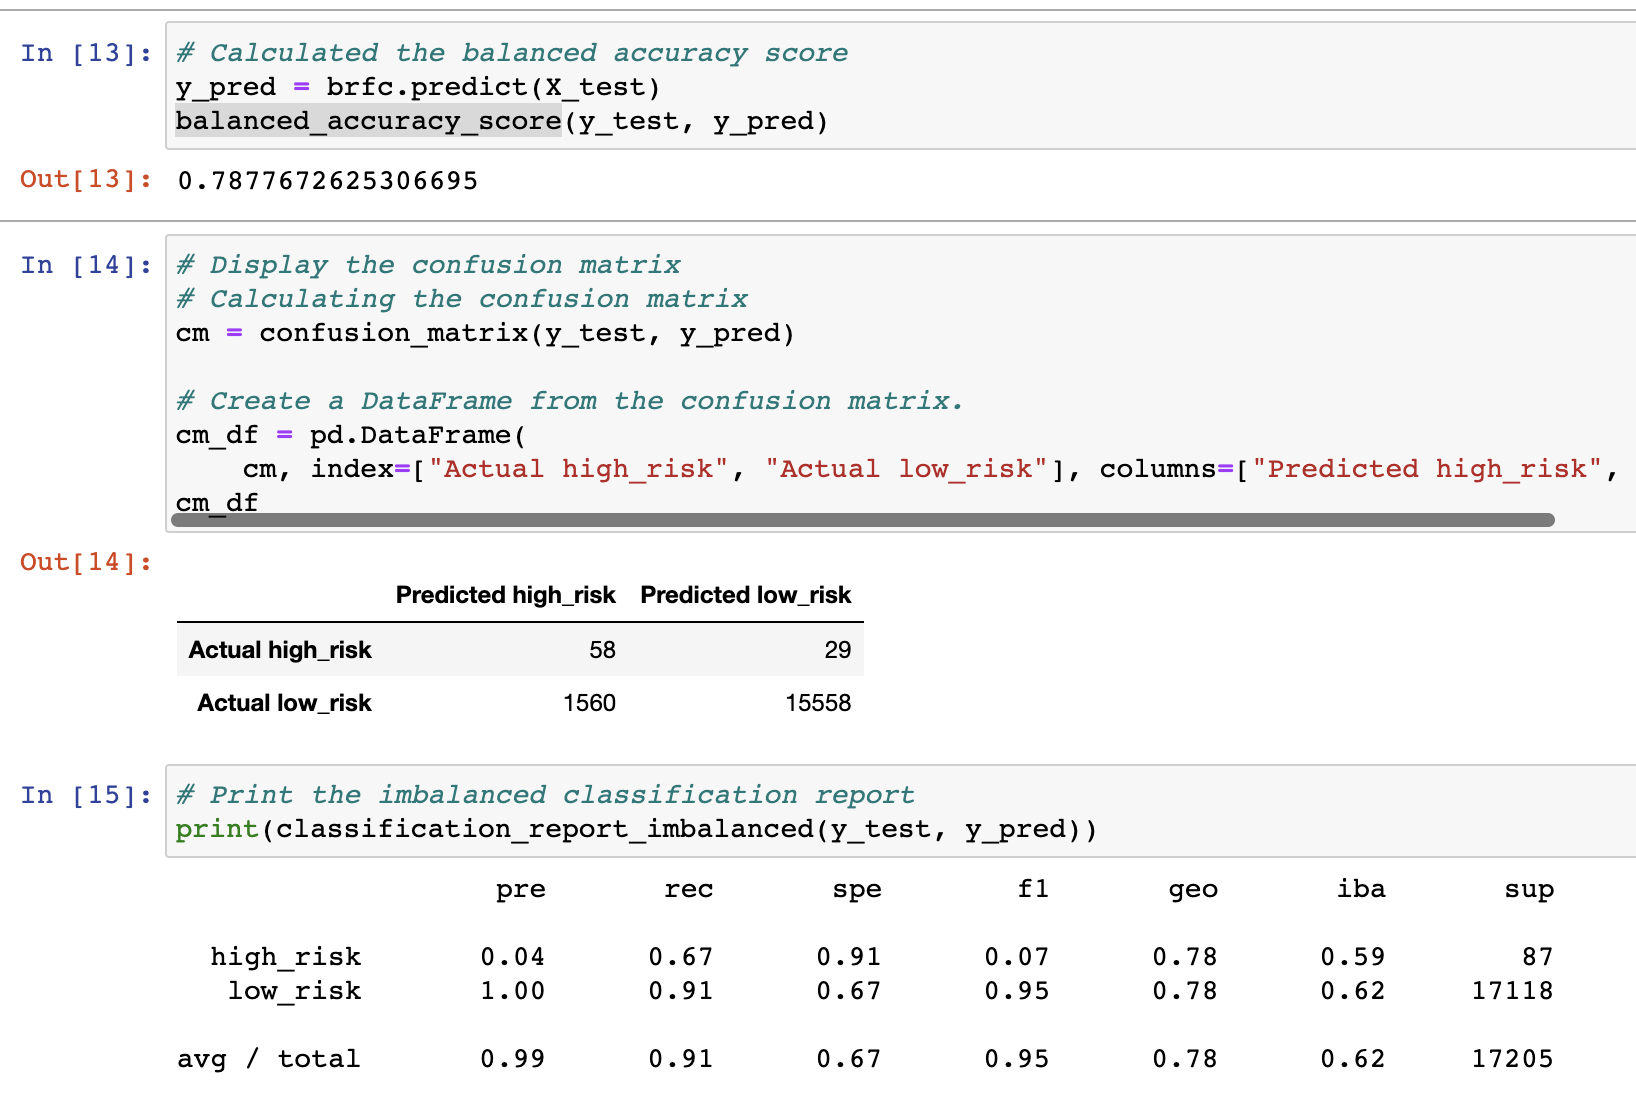 In [13]: # Calculated the balanced accuracy score
y_pred = brfc.predict(X_test)
balanced_accuracy_score(y_test, y_pred)
Out[13]: 0.7877672625306695
In [14]: # Display the confusion matrix
# Calculating the confusion matrix
cm = confusion_matrix(y_test, y_pred)
# Create a DataFrame from the confusion matrix.
cm_df = pd.DataFrame(
cm, index=["Actual high_risk", "Actual low_risk"], columns=["Predicted high_risk",
cm_df
Out[14]:
Predicted high_risk Predicted low_risk
Actual high_risk 58 29
Actual low_risk 1560 15558
In [15]: # Print the imbalanced classification report
print(classification_report_imbalanced(y_test, y_pred))
pre rec spe f1 geo iba sup
high_risk 0.04 0.67 0.91 0.07 0.78 0.59 87
low_risk 1.00 0.91 0.67 0.95 0.78 0.62 17118
avg / total 0.99 0.91 0.67 0.95 0.78 0.62 17205